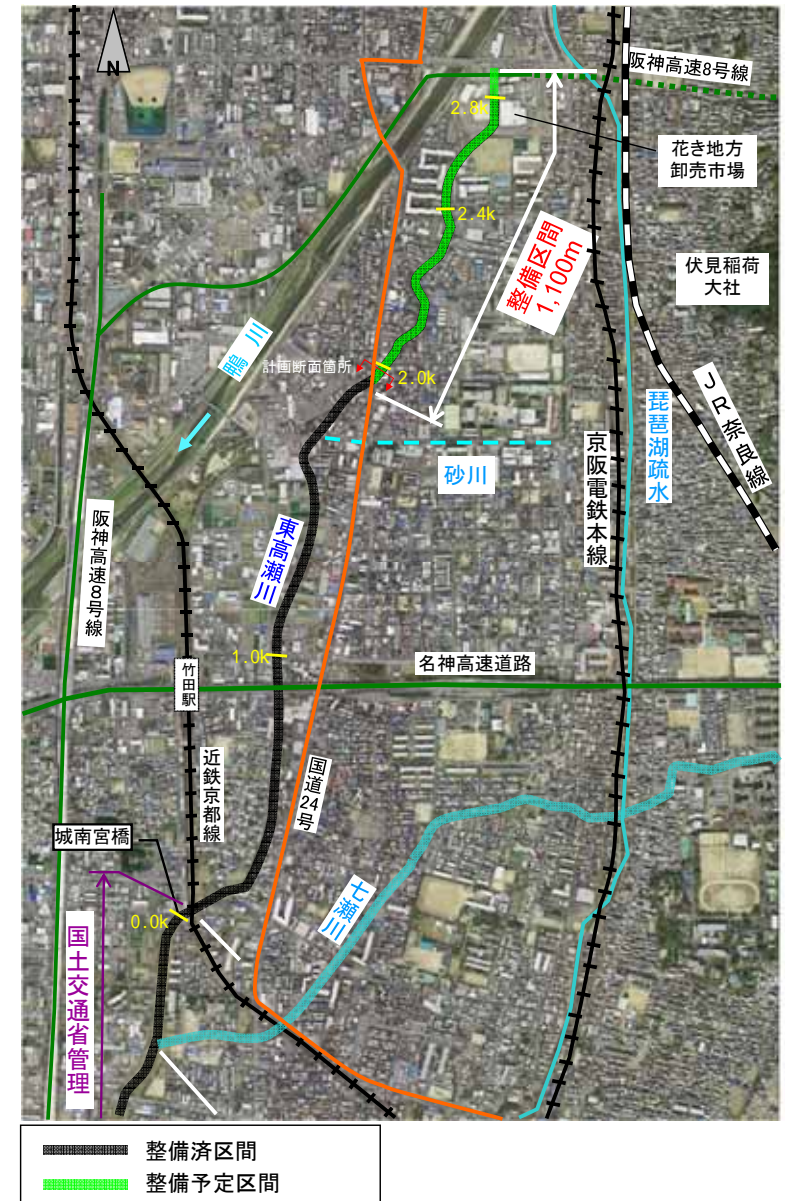 N
阪神高速8号線
2.8k
花き地方
卸売市場
2.4k
整備区間
1,100m
伏見稲荷
大社
鴨川
計画断面箇所
2.0k
JR奈良線
琵琶湖疏水
京阪電鉄本線
砂川
阪神高速8号線
東高瀬川
1.0k
名神高速道路
竹田駅
近鉄京都線
国道24号
城南宮橋
七瀬川
0.0k
国土交通省管理
整備済区間
整備予定区間